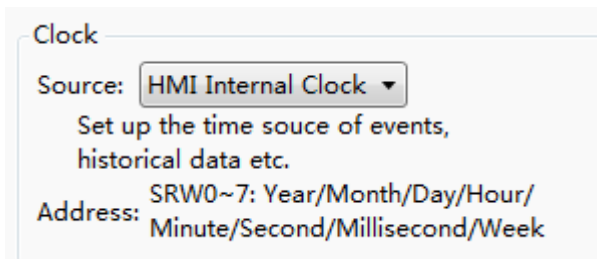 Clock
Source: HMI Internal Clock
Set up the time souce of events,
historical data etc.
Address: SRW0~7: Year/Month/Day/Hour/
Minute/Second/Millisecond/Week